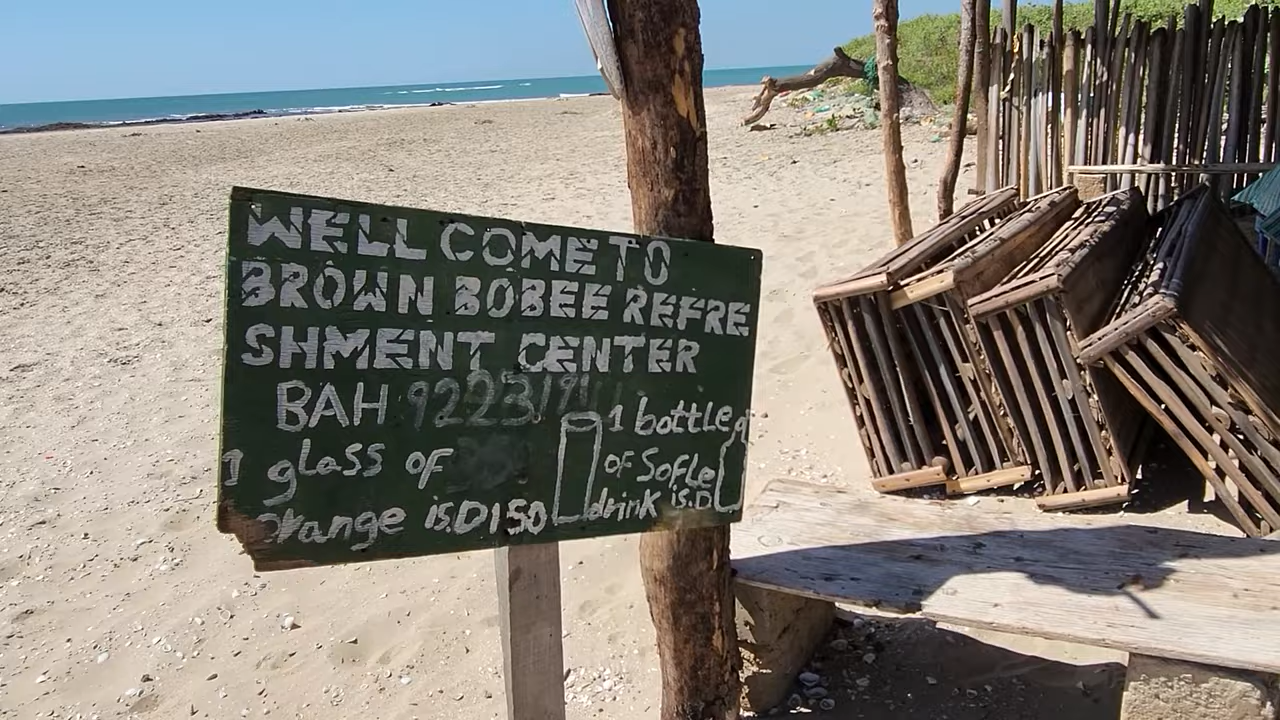 WELL COME TO
BROWN BOBEE REFRE
SHMENT CENTER
BAH 9223191
1 glass OF
orange is.D150
1 bottle
OF Sofle
drink is.D